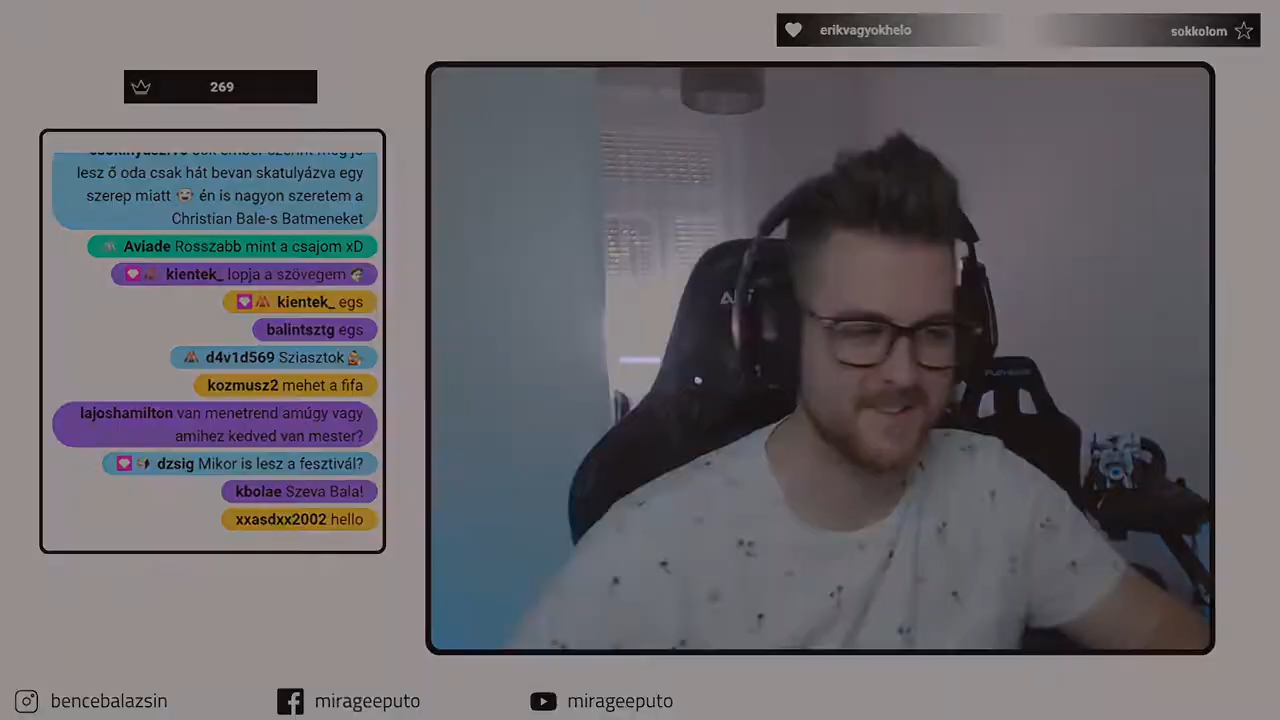 erikvagyokhelo
sokkolom
269
lesz ő oda csak hát bevan skatulyázva egy
szerep miatt én is nagyon szeretem a
Christian Bale-s Batmeneket
Aviade Rosszabb mint a csajom xD
kientek_ lopja a szövegem
kientek_ egs
balintsztg egs
d4v1d569 Sziasztok
kozmusz2 mehet a fifa
lajoshamilton van menetrend amúgy vagy
amihez kedved van mester?
dzsig Mikor is lesz a fesztivál?
kbolae Szeva Bala!
xxasdxx2002 hello
bencebalazsin
mirageeputo
mirageeputo